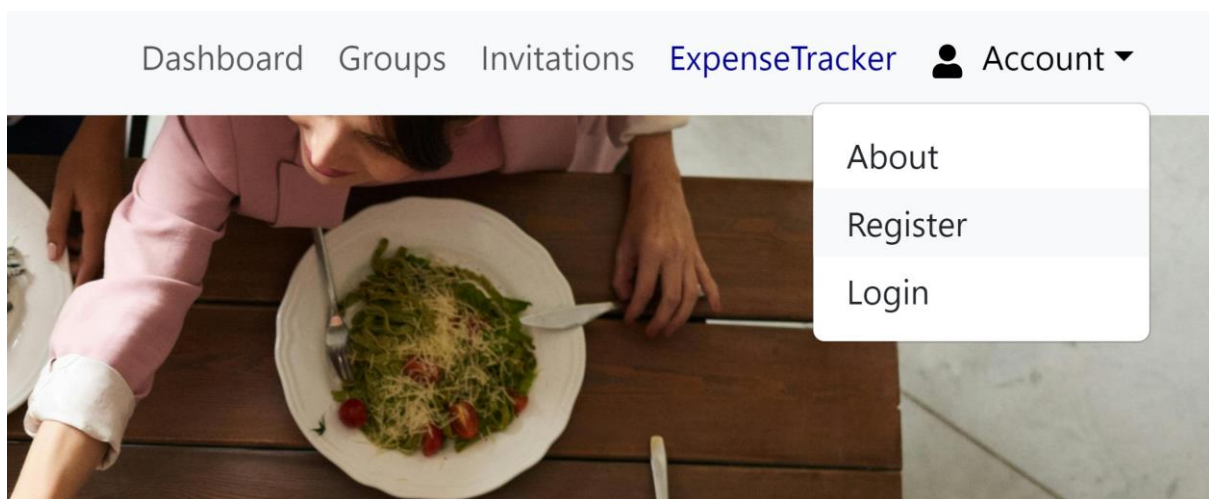 Dashboard Groups Invitations ExpenseTracker Account
About
Register
Login